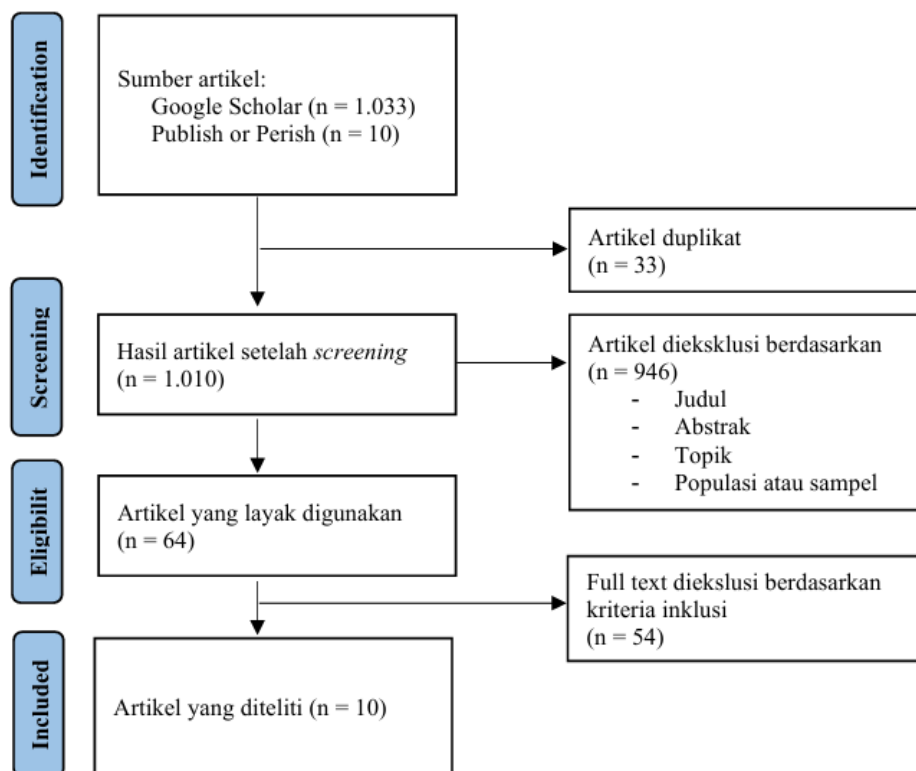 Identification
Sumber artikel:
Google Scholar (n = 1.033)
Publish or Perish (n = 10)
Artikel duplikat
(n = 33)
Screening
Hasil artikel setelah screening
(n = 1.010)
Artikel dieksklusi berdasarkan
(n = 946)
- Judul
- Abstrak
- Topik
- Populasi atau sampel
Eligibilit
Artikel yang layak digunakan
(n = 64)
Full text diekslusi berdasarkan
kriteria inklusi
(n = 54)
Included
Artikel yang diteliti (n = 10)